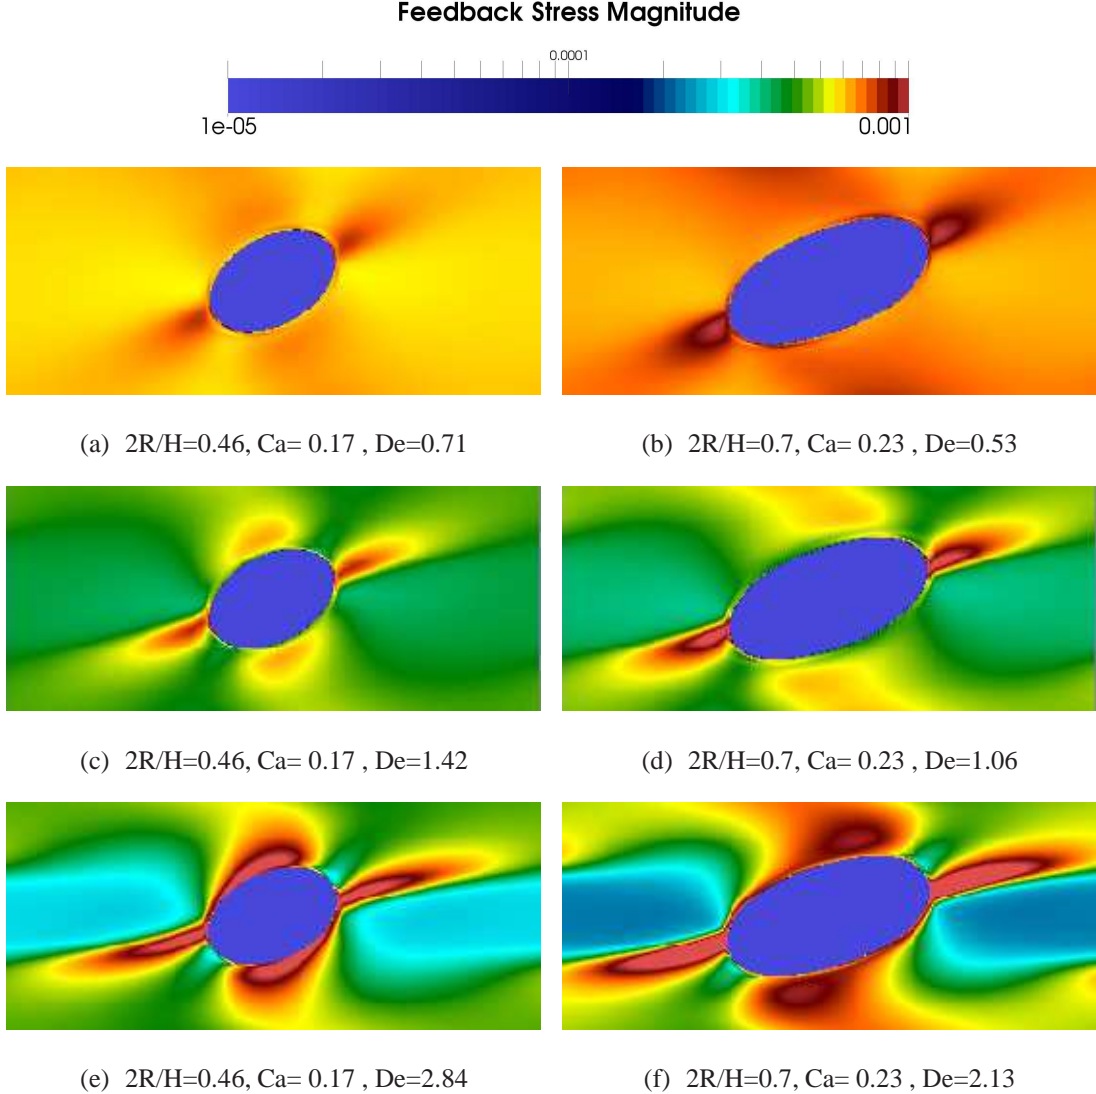 Feedback Stress Magnitude
0.0001
1e-05 0.001
(a) 2R/H=0.46, Ca= 0.17 , De=0.71
(b) 2R/H=0.7, Ca= 0.23 , De=0.53
(c) 2R/H=0.46, Ca= 0.17 , De=1.42
(d) 2R/H=0.7, Ca= 0.23 , De=1.06
(e) 2R/H=0.46, Ca= 0.17 , De=2.84
(f) 2R/H=0.7, Ca= 0.23 , De=2.13